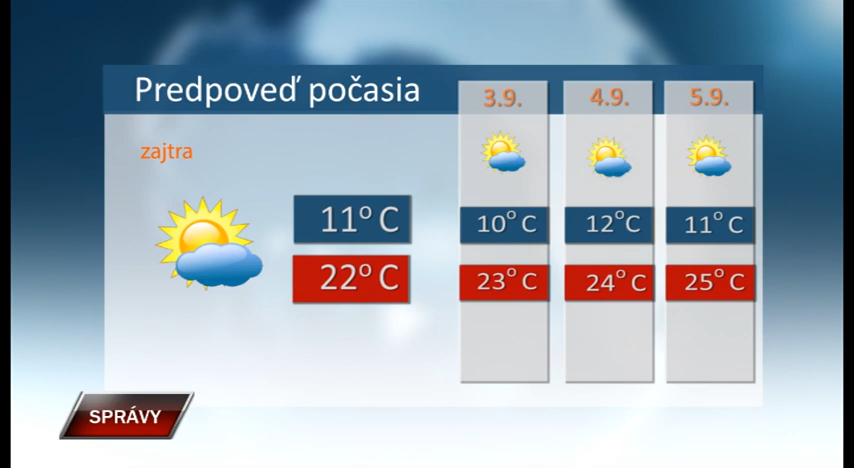 Predpoveď počasia
zajtra
11° C
22° C
3.9.
10° C
23° C
4.9.
12°C
24° C
5.9.
11° C
25° C
SPRÁVY